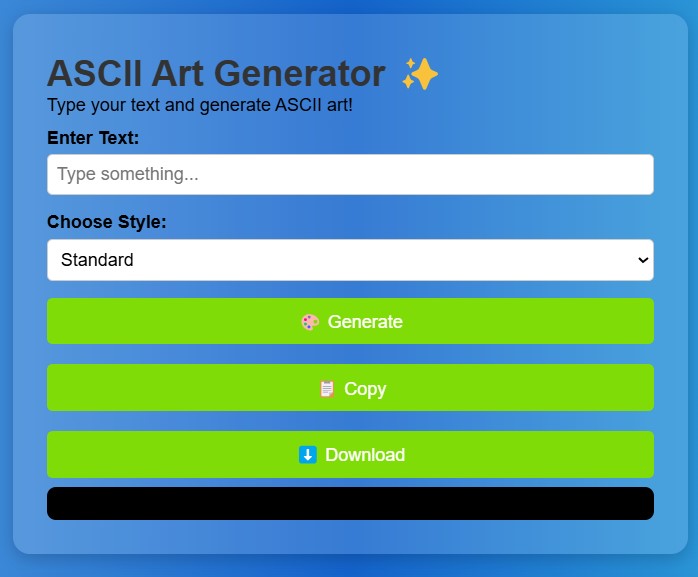 ASCII Art Generator ✨
Type your text and generate ASCII art!
Enter Text:
Type something...
Choose Style:
Standard
🎨 Generate
📋 Copy
⬇️ Download